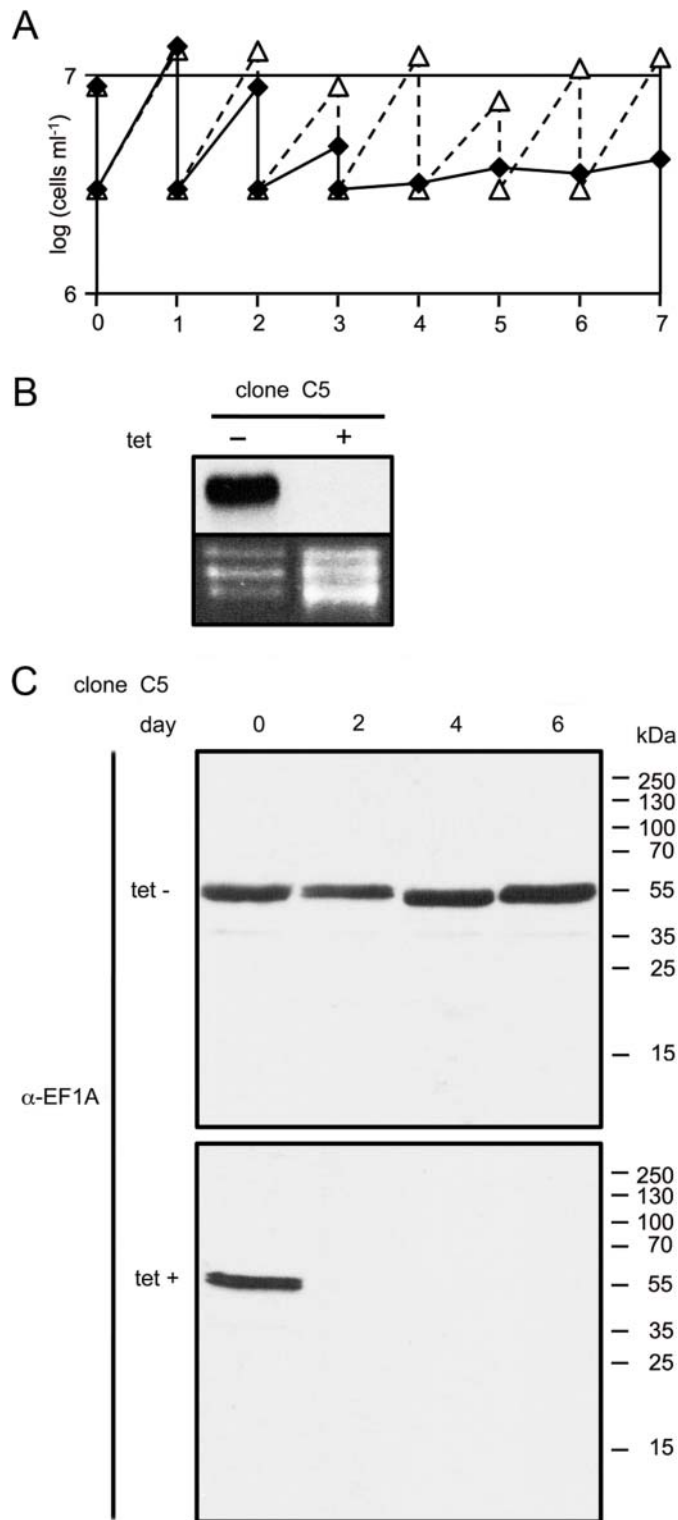 A
log (cells ml⁻¹)
7
6
0 1 2 3 4 5 6 7
B
clone C5
tet − +
C
clone C5
day 0 2 4 6 kDa
α-EF1A
tet -
250
130
100
70
55
35
25
15
tet +
250
130
100
70
55
35
25
15